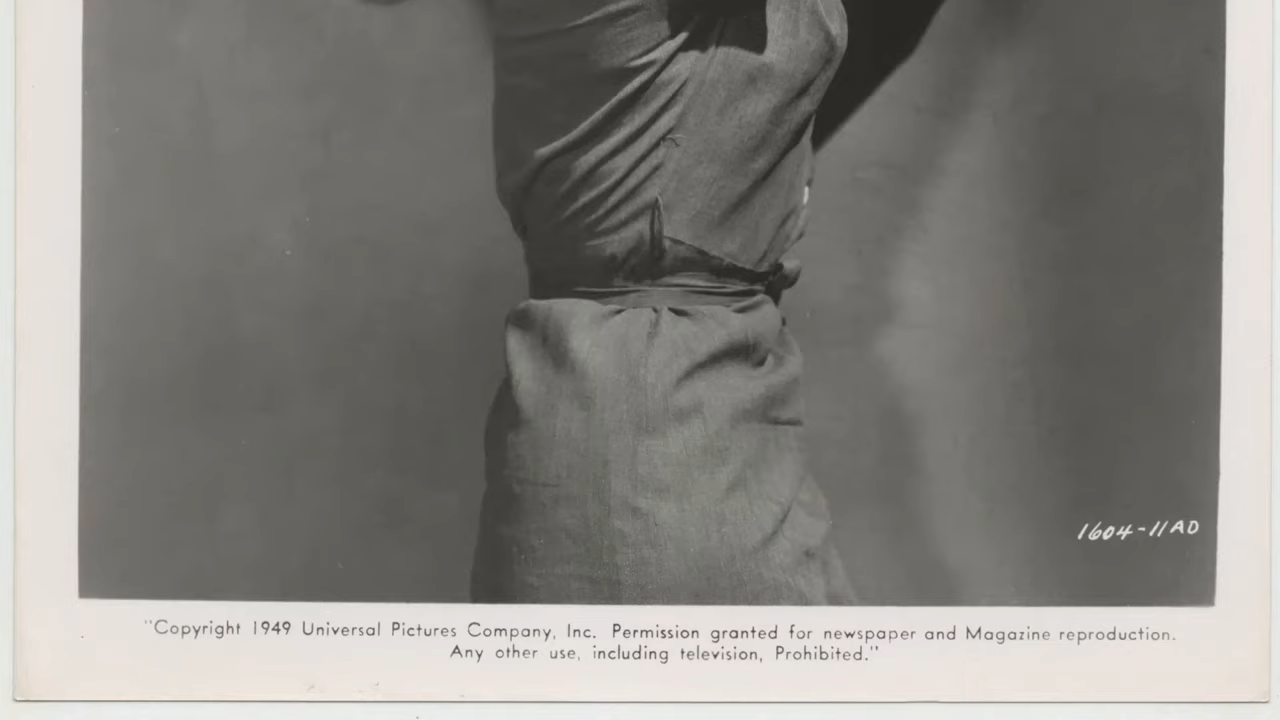 1604-11AD
"Copyright 1949 Universal Pictures Company, Inc. Permission granted for newspaper and Magazine reproduction.
Any other use, including television, Prohibited."